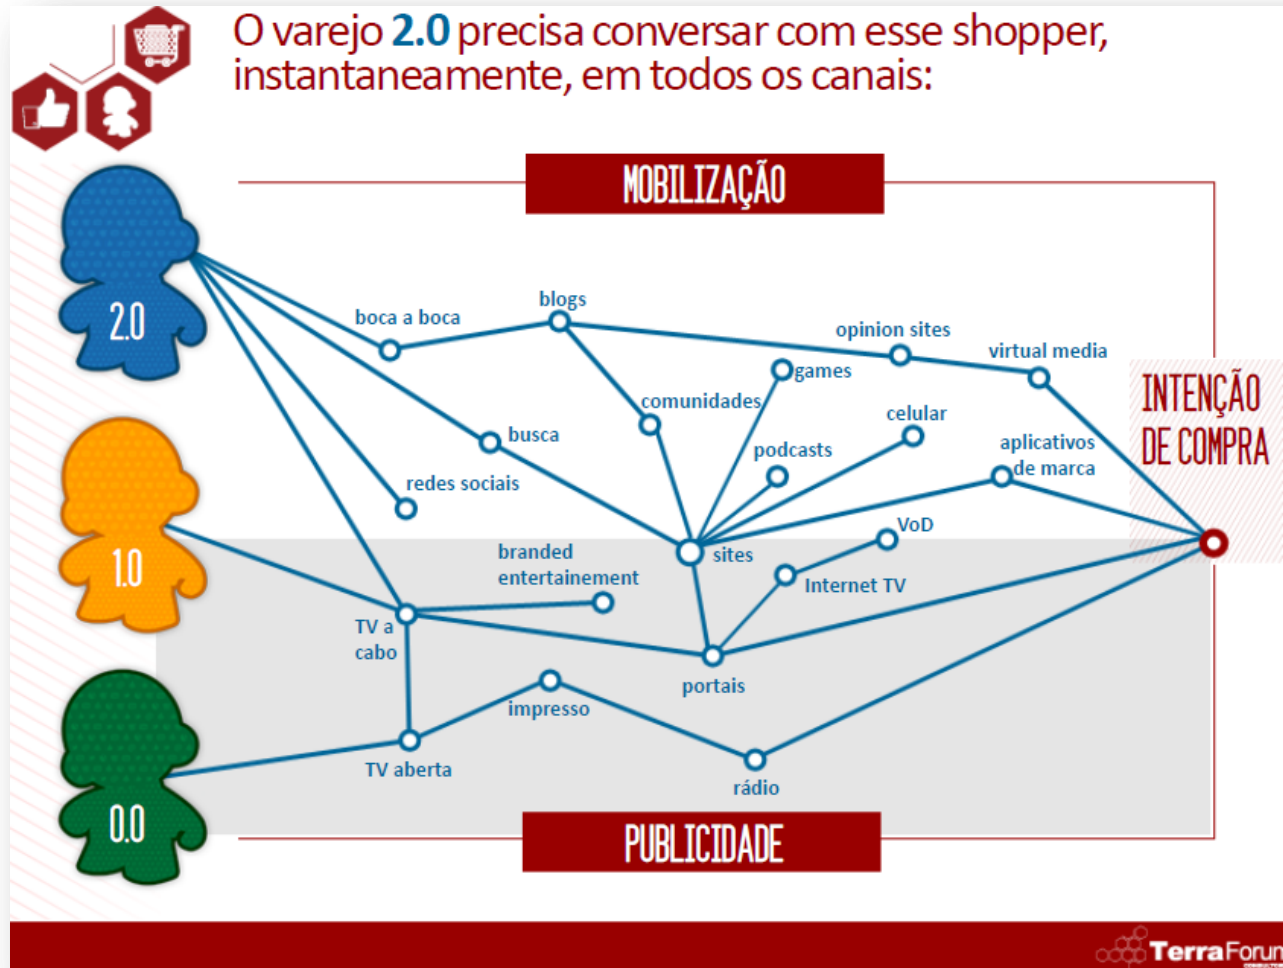 O varejo 2.0 precisa conversar com esse shopper,
instantaneamente, em todos os canais:
MOBILIZAÇÃO
2.0
boca a boca
blogs
opinion sites
virtual media
games
comunidades
celular
busca
podcasts
aplicativos
de marca
INTENÇÃO
DE COMPRA
redes sociais
1.0
branded
entertainement
sites
VoD
Internet TV
TV a
cabo
portais
impresso
TV aberta
rádio
0.0
PUBLICIDADE
TerraForum